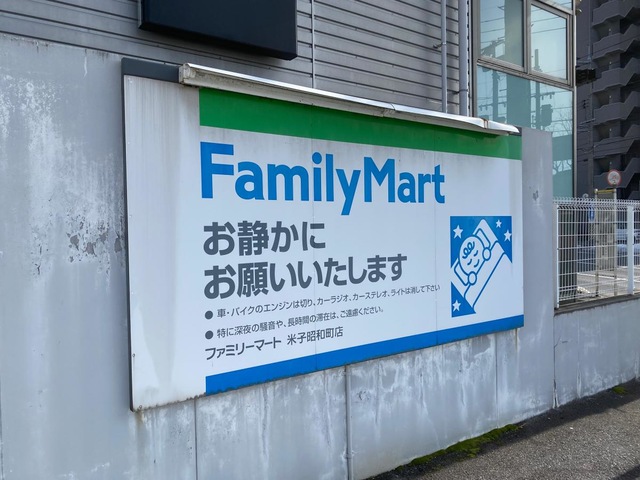 FamilyMart
お静かに
お願いいたします
● 車・バイクのエンジンは切り、カーラジオ、カーステレオ、ライトは消して下さい
● 特に深夜の騒音や、長時間の滞在は、ご遠慮ください。
ファミリーマート 米子昭和町店